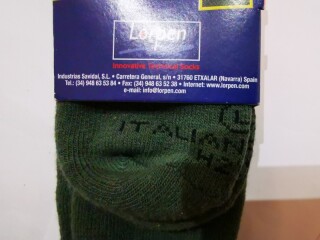 Lorpen
Innovative Technical Socks
Industrias Savidai, S.L. • Carretera General, s/n • 31760 ETXALAR (Navarra) Spain
Tel.: (34) 948 63 53 84 • Fax: (34) 948 63 52 36 • Internet: www.lorpen.com
e-mail: info@lorpen.com
ITALIAN